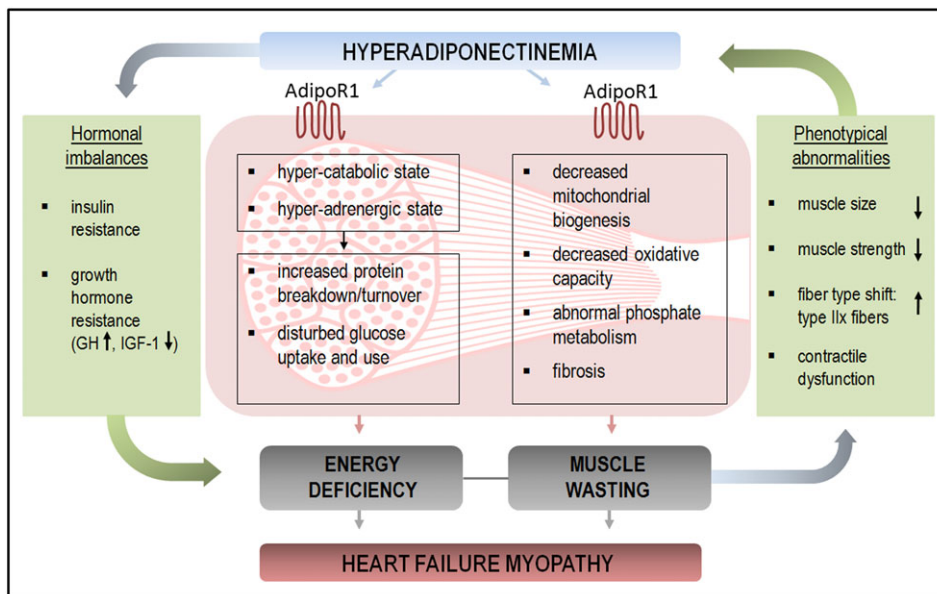 HYPERADIPONECTINEMIA
AdipoR1
AdipoR1
Hormonal
imbalances
▪ insulin
resistance
▪ growth
hormone
resistance
(GH ↑, IGF-1 ↓)
▪ hyper-catabolic state
▪ hyper-adrenergic state
▪ increased protein
breakdown/turnover
▪ disturbed glucose
uptake and use
▪ decreased
mitochondrial
biogenesis
▪ decreased oxidative
capacity
▪ abnormal phosphate
metabolism
▪ fibrosis
Phenotypical
abnormalities
▪ muscle size ↓
▪ muscle strength ↓
▪ fiber type shift: ↑
type IIx fibers
▪ contractile
dysfunction
ENERGY
DEFICIENCY
MUSCLE
WASTING
HEART FAILURE MYOPATHY